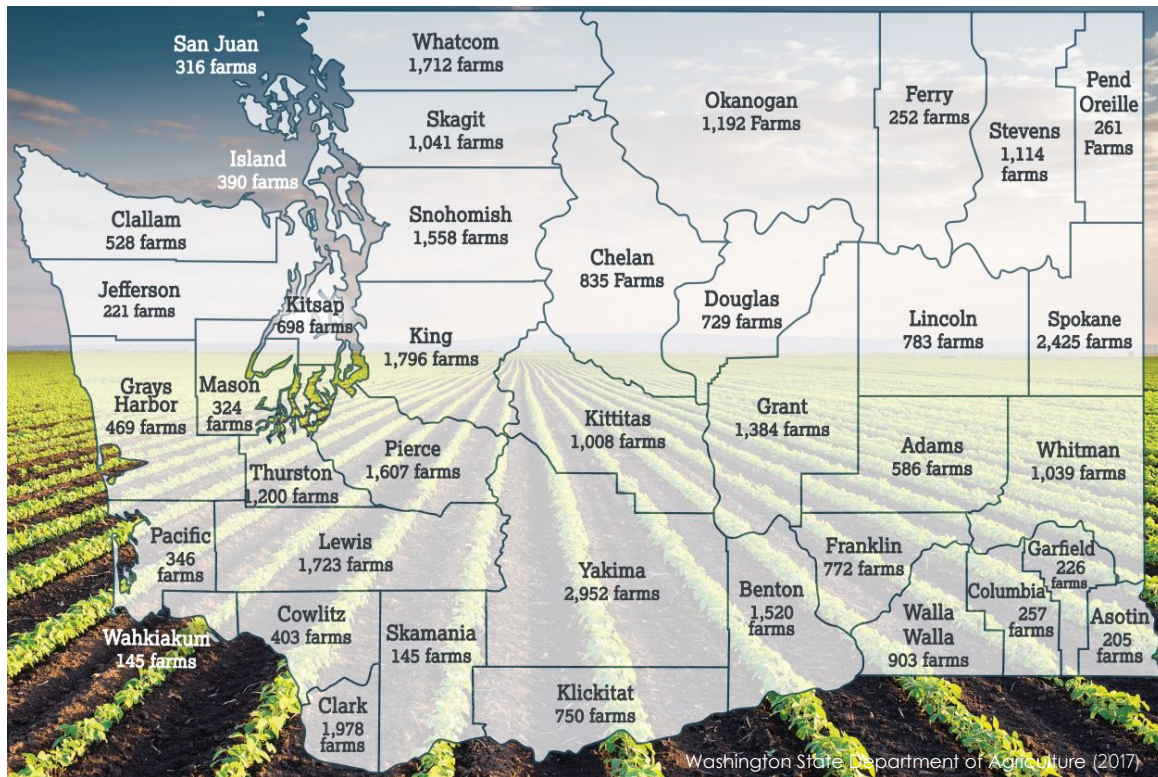 San Juan
316 farms
Whatcom
1,712 farms
Skagit
1,041 farms
Okanogan
1,192 Farms
Ferry
252 farms
Stevens
1,114
farms
Pend
Oreille
261
Farms
Island
390 farms
Clallam
528 farms
Snohomish
1,558 farms
Chelan
835 Farms
Jefferson
221 farms
Kitsap
698 farms
King
1,796 farms
Douglas
729 farms
Lincoln
783 farms
Spokane
2,425 farms
Grays
Harbor
469 farms
Mason
324
farms
Kittitas
1,008 farms
Grant
1,384 farms
Adams
586 farms
Whitman
1,039 farms
Thurston
1,200 farms
Pierce
1,607 farms
Pacific
346
farms
Lewis
1,723 farms
Yakima
2,952 farms
Benton
1,520
farms
Franklin
772 farms
Garfield
226
farms
Columbia
257
farms
Walla
Walla
903 farms
Asotin
205
farms
Wahkiakum
145 farms
Cowlitz
403 farms
Skamania
145 farms
Clark
1,978
farms
Klickitat
750 farms
Washington State Department of Agriculture (2017)